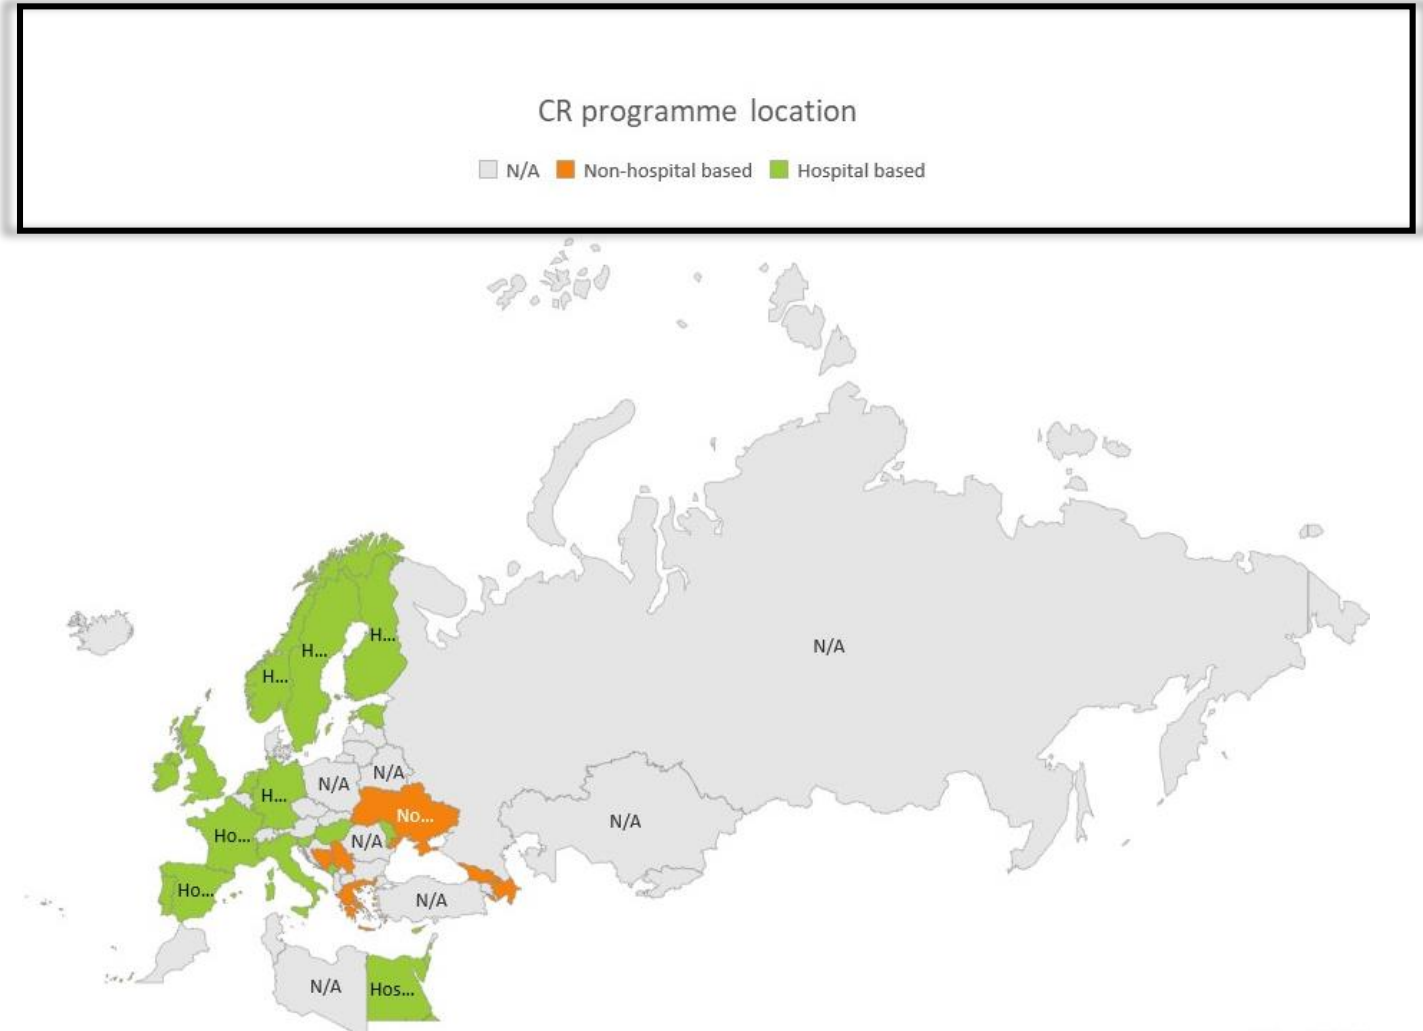 CR programme location
N/A Non-hospital based Hospital based
N/A
H...
H...
H...
N/A
N/A
H...
No...
N/A
Ho...
N/A
Ho...
N/A
N/A
Hos...